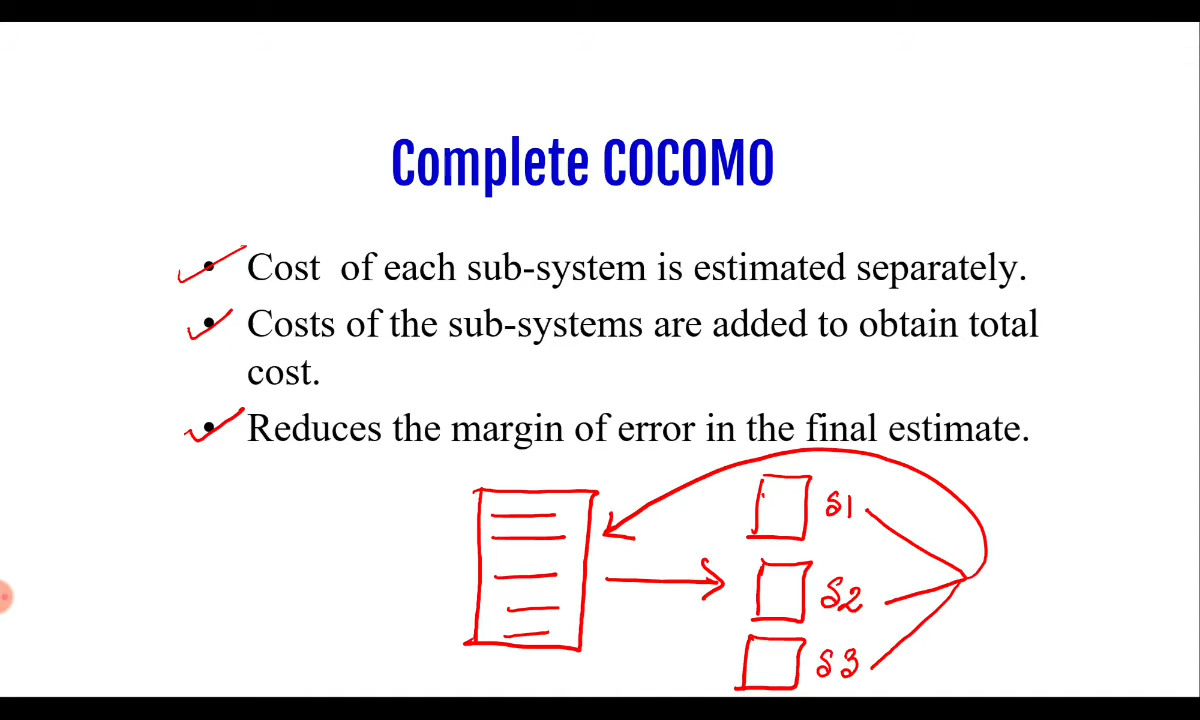 Complete COCOMO
• Cost of each sub-system is estimated separately.
• Costs of the sub-systems are added to obtain total
cost.
• Reduces the margin of error in the final estimate.
S1
S2
S3